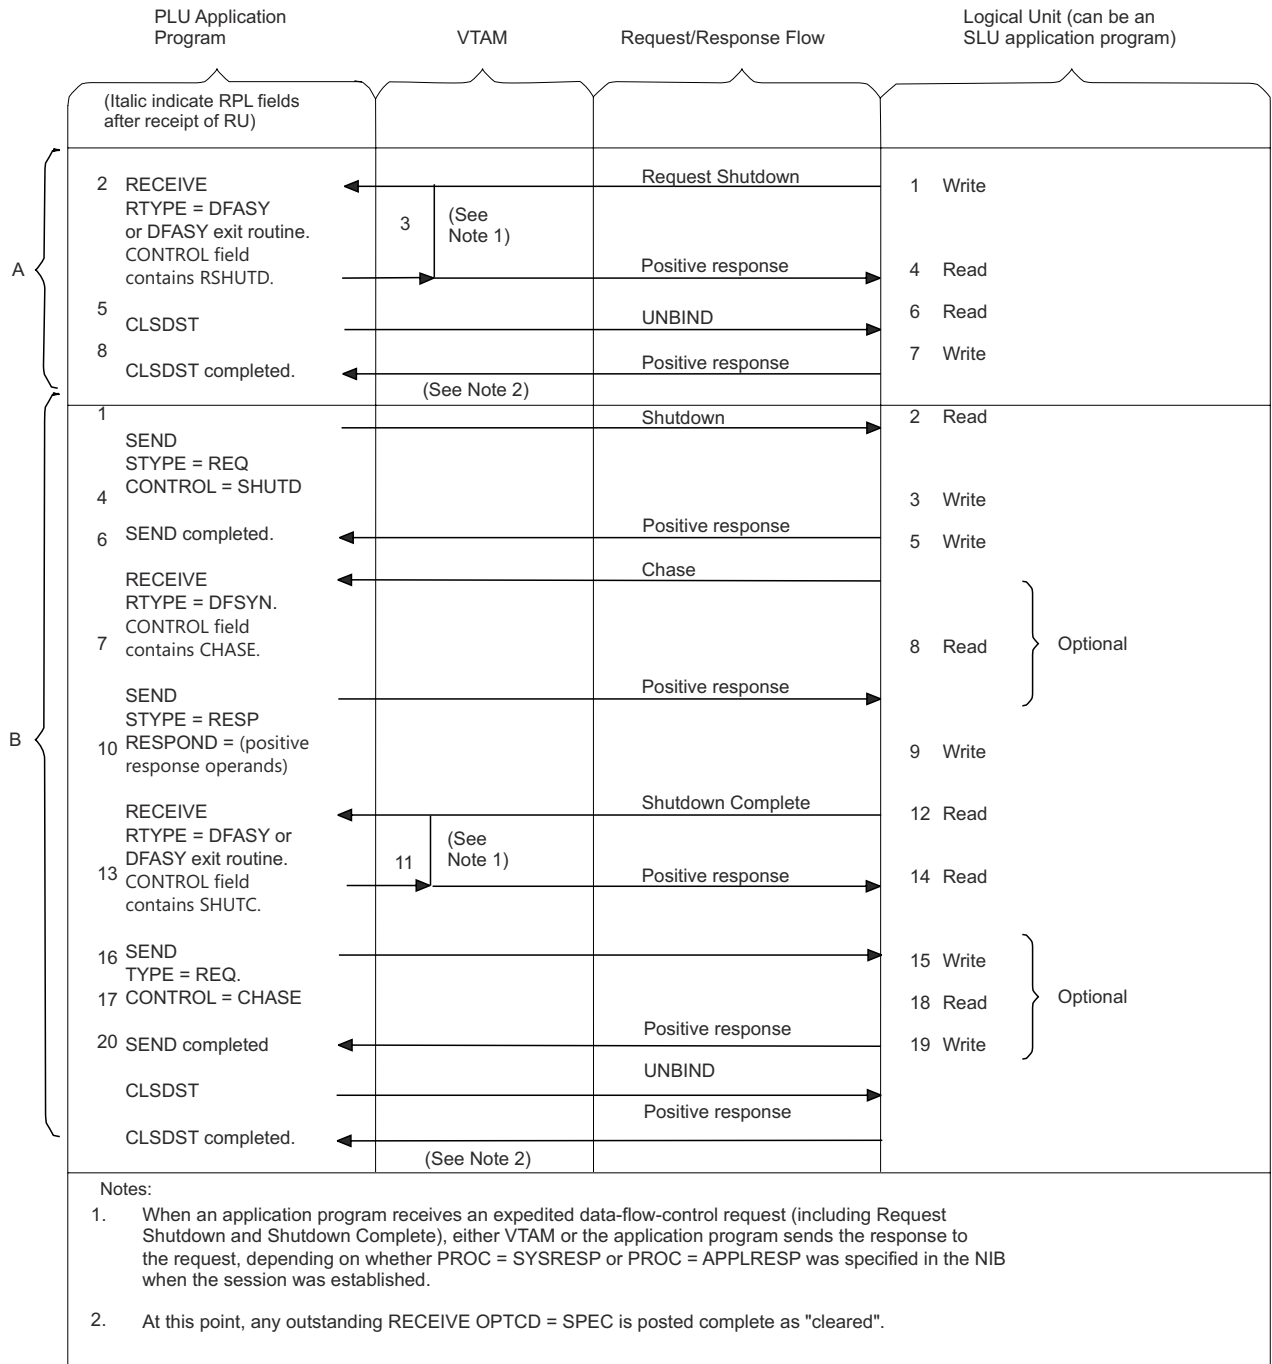 PLU Application
Program
VTAM
Request/Response Flow
Logical Unit (can be an
SLU application program)
(Italic indicate RPL fields
after receipt of RU)
A
2 RECEIVE
RTYPE = DFASY
or DFASY exit routine.
CONTROL field
contains RSHUTD.
3
(See
Note 1)
Request Shutdown
1 Write
Positive response
4 Read
5
CLSDST
UNBIND
6 Read
8
CLSDST completed.
Positive response
7 Write
(See Note 2)
B
1
SEND
STYPE = REQ
CONTROL = SHUTD
Shutdown
2 Read
4
3 Write
6 SEND completed.
Positive response
5 Write
RECEIVE
RTYPE = DFSYN.
CONTROL field
7 contains CHASE.
Chase
8 Read
Optional
SEND
STYPE = RESP
10 RESPOND = (positive
response operands)
Positive response
9 Write
RECEIVE
RTYPE = DFASY or
DFASY exit routine.
13 CONTROL field
contains SHUTC.
11
(See
Note 1)
Shutdown Complete
12 Read
Positive response
14 Read
16 SEND
TYPE = REQ.
17 CONTROL = CHASE
15 Write
18 Read
Optional
20 SEND completed
Positive response
19 Write
CLSDST
UNBIND
CLSDST completed.
Positive response
(See Note 2)
Notes:
1. When an application program receives an expedited data-flow-control request (including Request
Shutdown and Shutdown Complete), either VTAM or the application program sends the response to
the request, depending on whether PROC = SYSRESP or PROC = APPLRESP was specified in the NIB
when the session was established.
2. At this point, any outstanding RECEIVE OPTCD = SPEC is posted complete as "cleared".